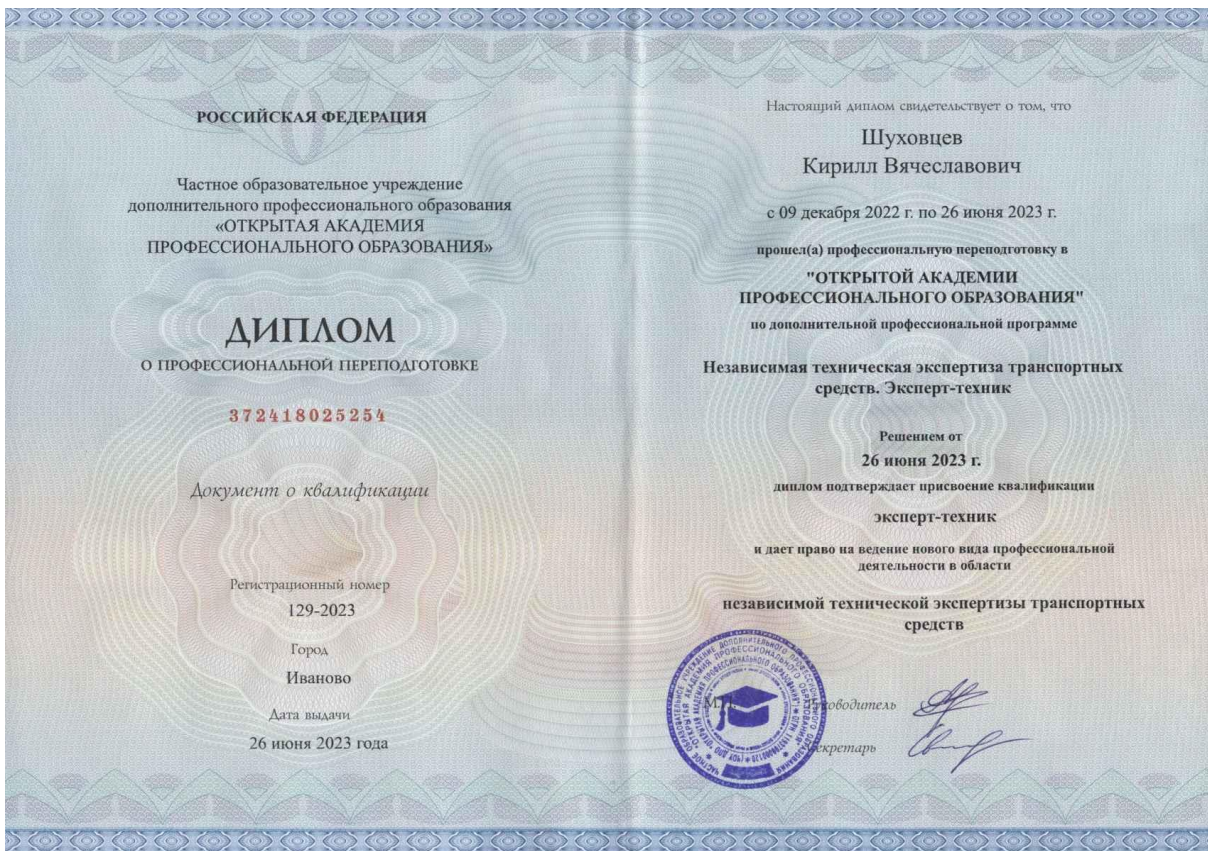 РОССИЙСКАЯ ФЕДЕРАЦИЯ
Частное образовательное учреждение
дополнительного профессионального образования
«ОТКРЫТАЯ АКАДЕМИЯ
ПРОФЕССИОНАЛЬНОГО ОБРАЗОВАНИЯ»
ДИПЛОМ
О ПРОФЕССИОНАЛЬНОЙ ПЕРЕПОДГОТОВКЕ
372418025254
Документ о квалификации
Регистрационный номер
129-2023
Город
Иваново
Дата выдачи
26 июня 2023 года
Настоящий диплом свидетельствует о том, что
Шуховцев
Кирилл Вячеславович
с 09 декабря 2022 г. по 26 июня 2023 г.
прошел(а) профессиональную переподготовку в
"ОТКРЫТОЙ АКАДЕМИИ
ПРОФЕССИОНАЛЬНОГО ОБРАЗОВАНИЯ"
по дополнительной профессиональной программе
Независимая техническая экспертиза транспортных
средств. Эксперт-техник
Решением от
26 июня 2023 г.
диплом подтверждает присвоение квалификации
эксперт-техник
и дает право на ведение нового вида профессиональной
деятельности в области
независимой технической экспертизы транспортных
средств
М.П.
Руководитель
Секретарь